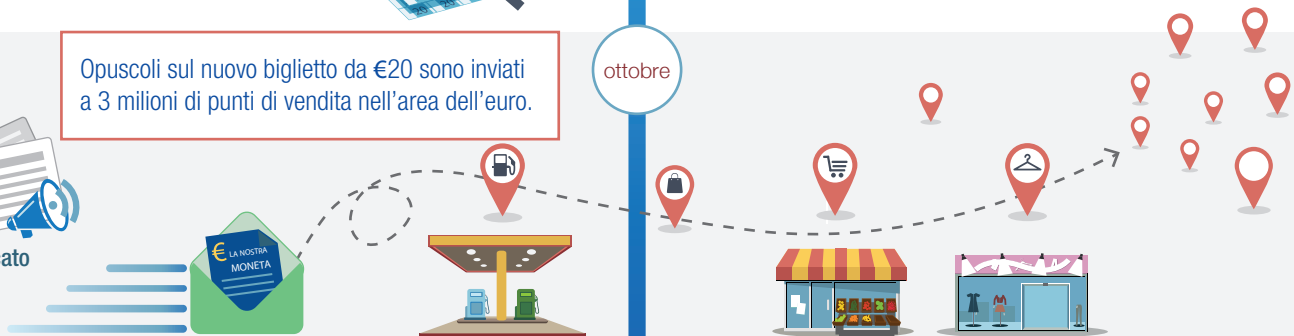 Opuscoli sul nuovo biglietto da €20 sono inviati
a 3 milioni di punti di vendita nell'area dell'euro.
ottobre
€ LA NOSTRA
MONETA